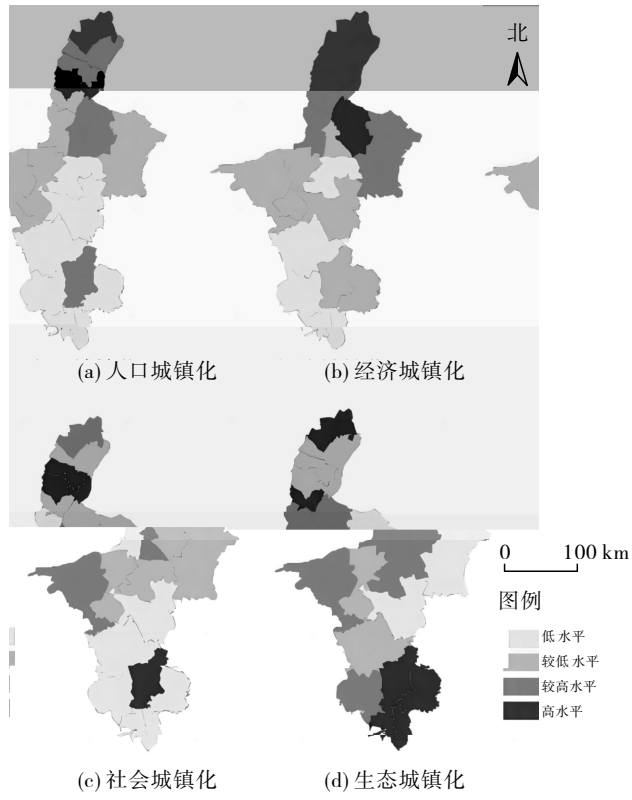 北
(a) 人口城镇化
(b) 经济城镇化
0 100 km
图例
低水平
较低水平
较高水平
高水平
(c) 社会城镇化
(d) 生态城镇化